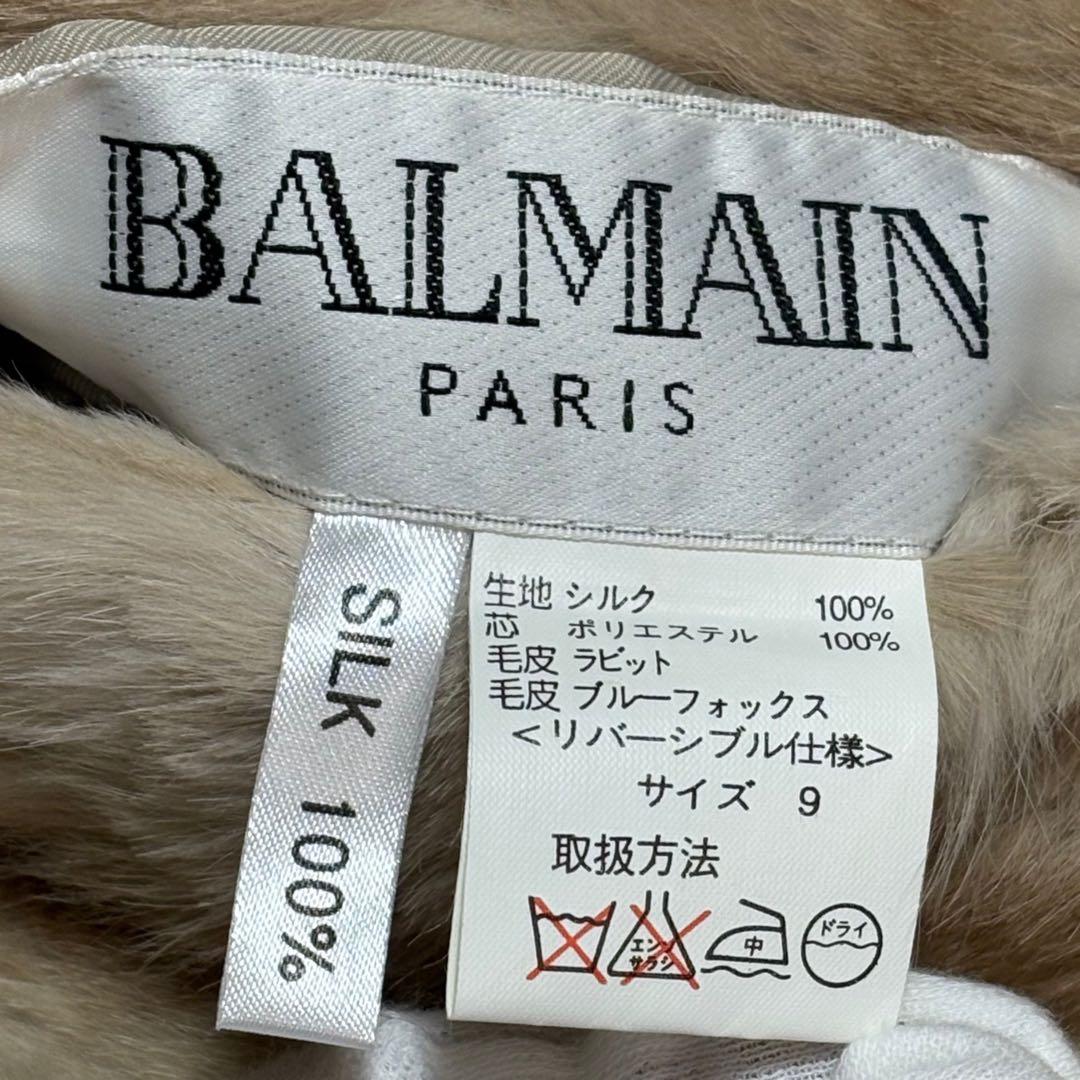 BALMAIN
PARIS
SILK 100%
生地 シルク 100%
芯 ポリエステル 100%
毛皮 ラビット
毛皮 ブルーフォックス
<リバーシブル仕様>
サイズ 9
取扱方法
エンソ
サラシ
中
ドライ